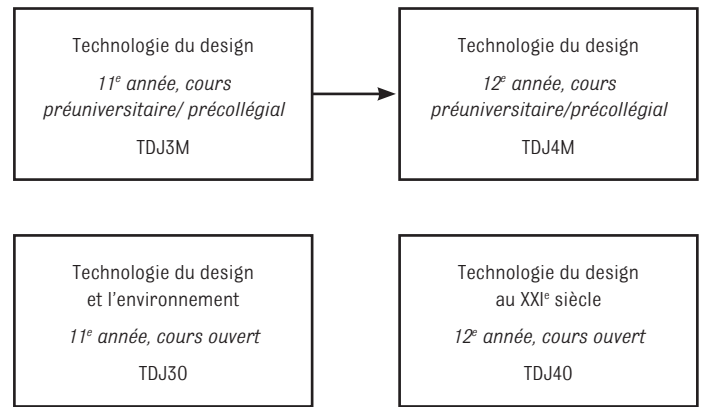 Technologie du design
11e année, cours
préuniversitaire/ précollégial
TDJ3M
Technologie du design
12e année, cours
préuniversitaire/précollégial
TDJ4M
Technologie du design
et l'environnement
11e année, cours ouvert
TDJ3O
Technologie du design
au XXIe siècle
12e année, cours ouvert
TDJ4O